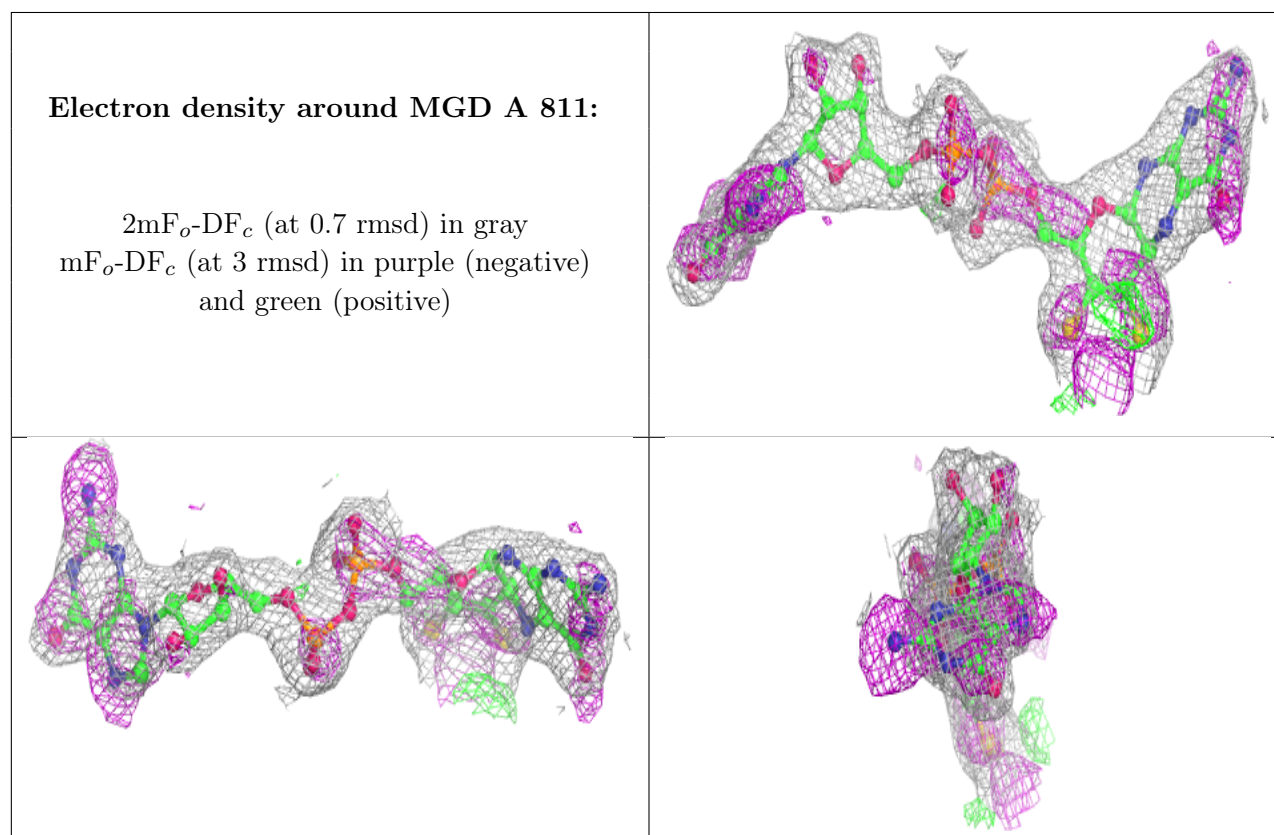 Electron density around MGD A 811:
2mFo-DFc (at 0.7 rmsd) in gray
mFo-DFc (at 3 rmsd) in purple (negative)
and green (positive)